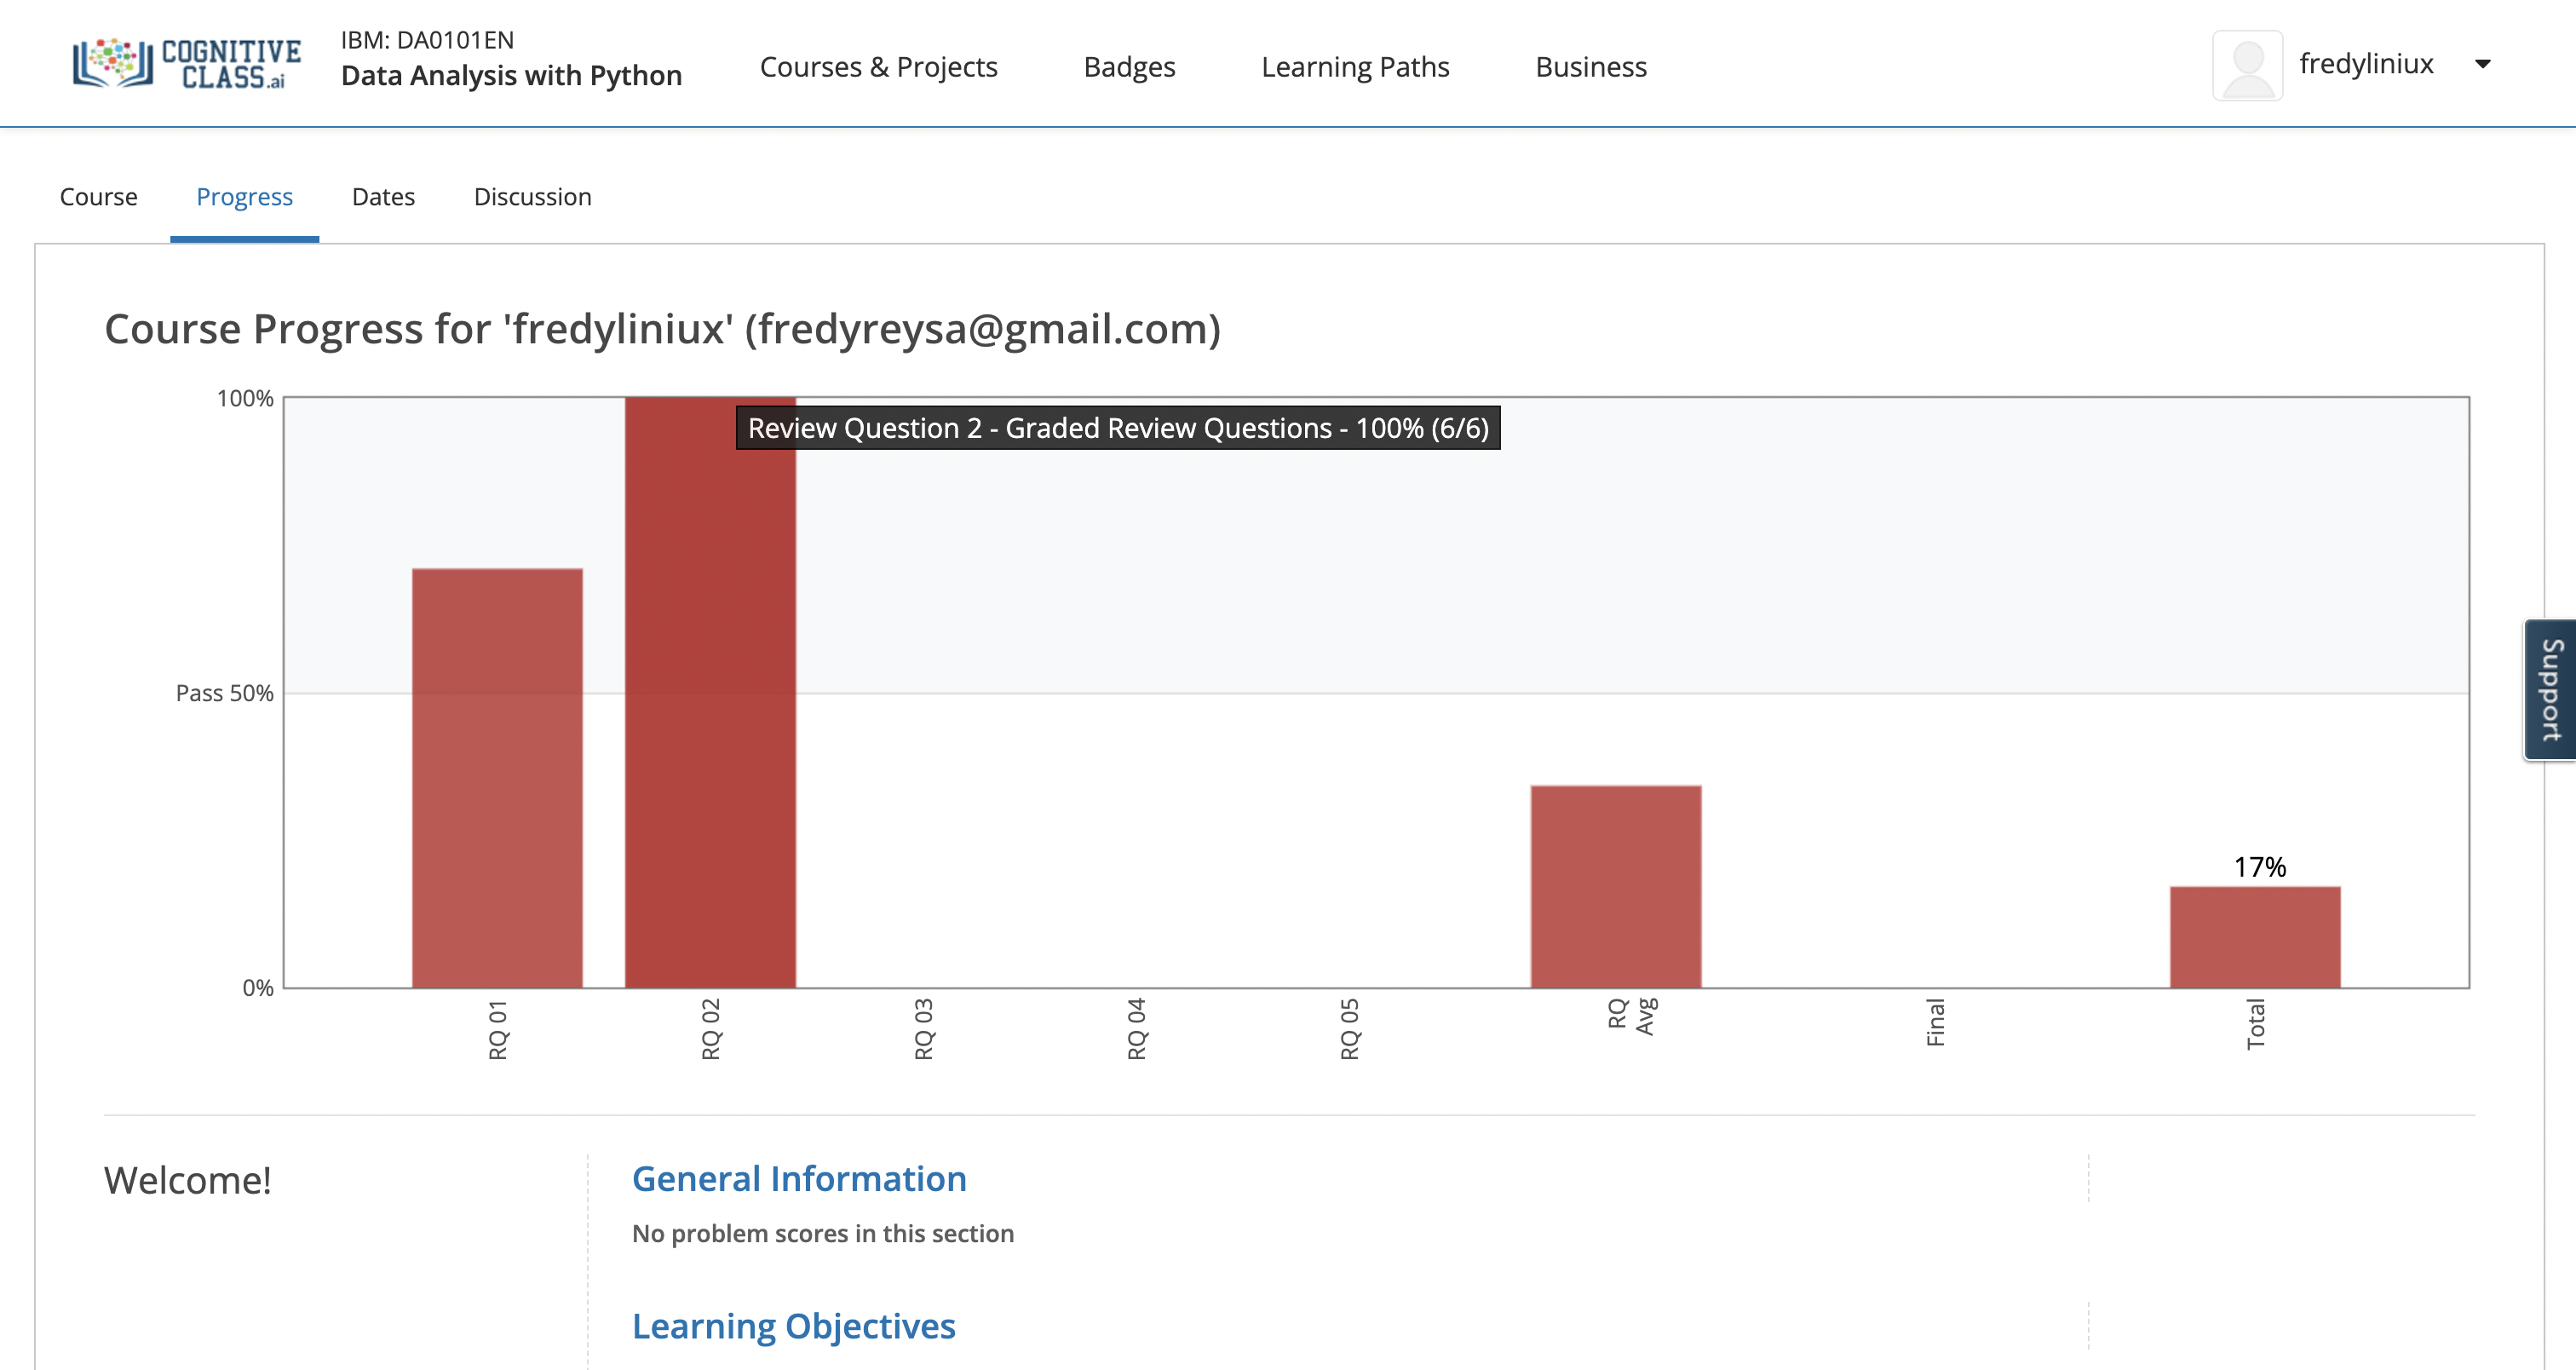 COGNITIVE
CLASS.ai
IBM: DA0101EN
Data Analysis with Python
Courses & Projects
Badges
Learning Paths
Business
fredyliniux
Course
Progress
Dates
Discussion
Course Progress for 'fredyliniux' (fredyreysa@gmail.com)
100%
Review Question 2 - Graded Review Questions - 100% (6/6)
Pass 50%
Support
17%
0%
RQ 01
RQ 02
RQ 03
RQ 04
RQ 05
RQ
Avg
Final
Total
Welcome!
General Information
No problem scores in this section
Learning Objectives